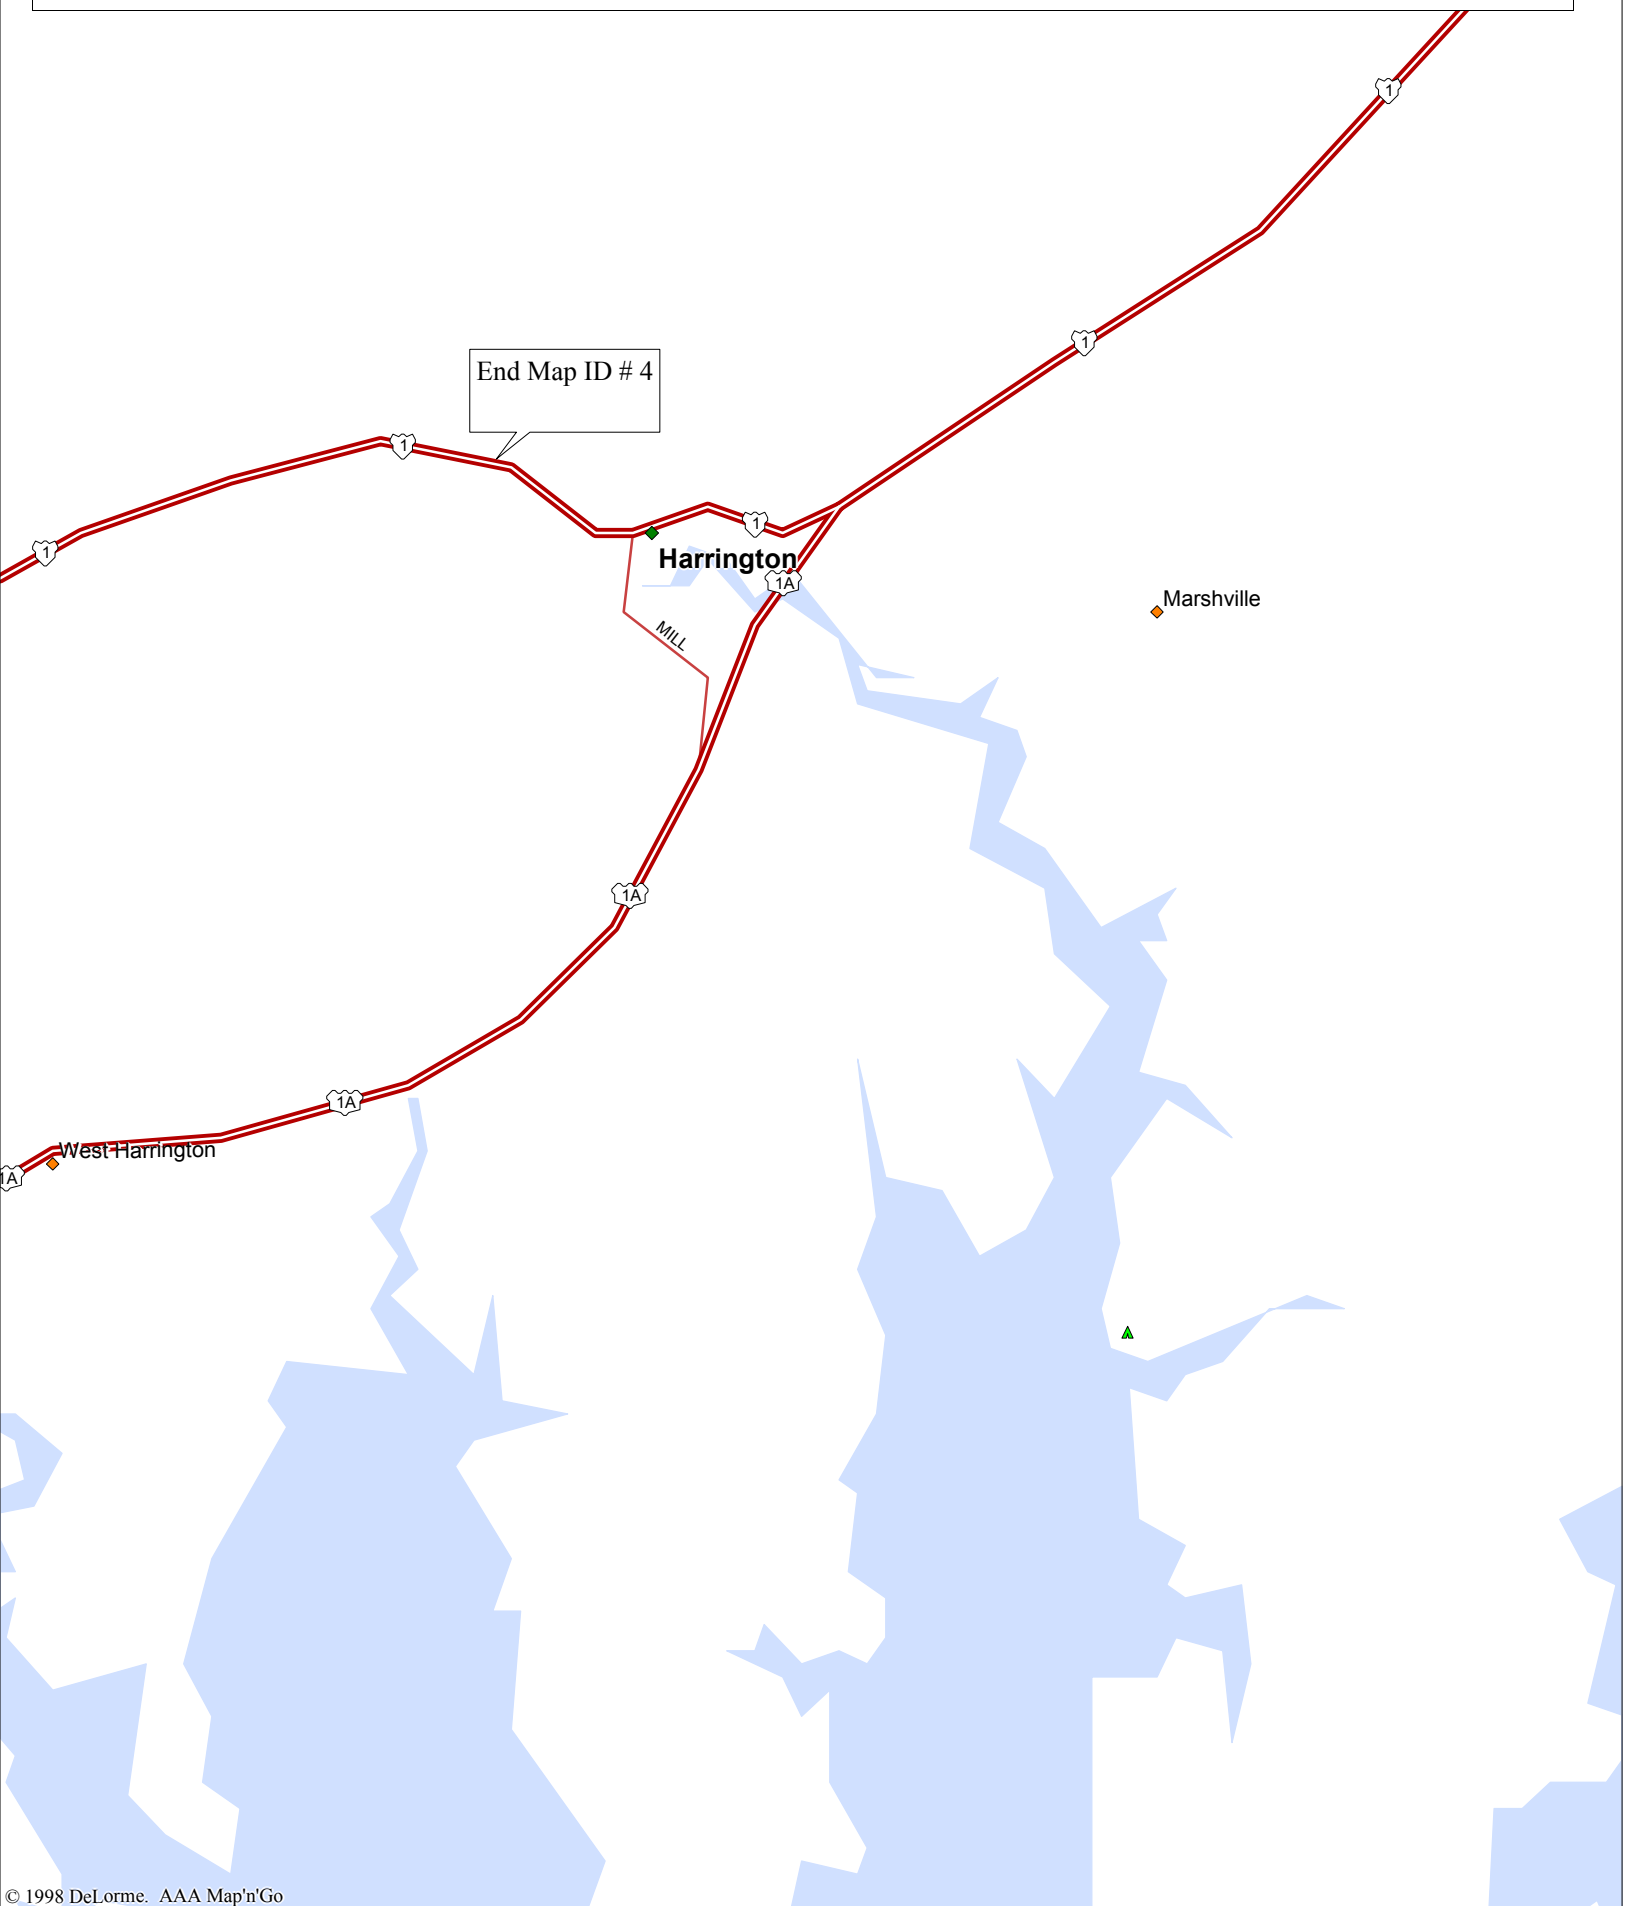 1
1
End Map ID # 4
1
1
1
Harrington
1A
Marshville
MILL
1A
1A
West Harrington
1A
© 1998 DeLorme. AAA Map'n'Go